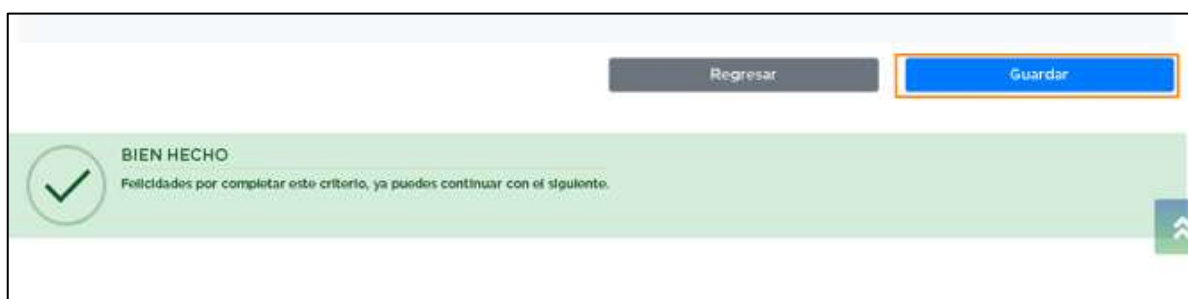 Regresar
Guardar
BIEN HECHO
Felicidades por completar este criterio, ya puedes continuar con el siguiente.